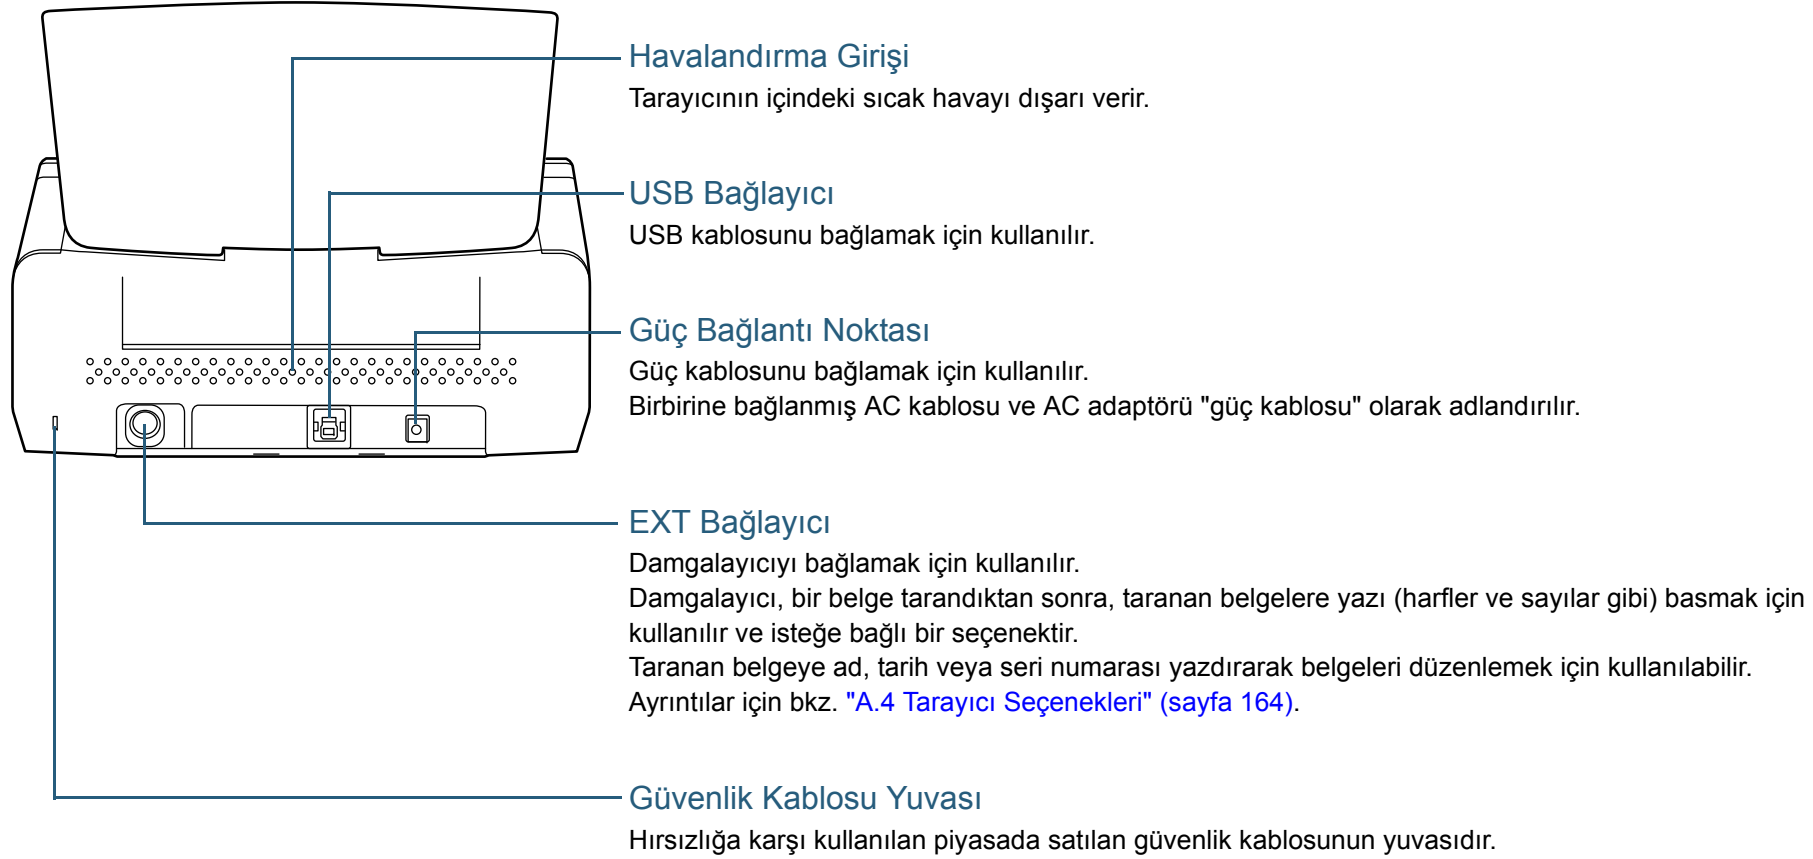 Havalandırma Girişi
Tarayıcının içindeki sıcak havayı dışarı verir.
USB Bağlayıcı
USB kablosunu bağlamak için kullanılır.
Güç Bağlantı Noktası
Güç kablosunu bağlamak için kullanılır.
Birbirine bağlanmış AC kablosu ve AC adaptörü "güç kablosu" olarak adlandırılır.
EXT Bağlayıcı
Damgalayıcıyı bağlamak için kullanılır.
Damgalayıcı, bir belge tarandıktan sonra, taranan belgelere yazı (harfler ve sayılar gibi) basmak için
kullanılır ve isteğe bağlı bir seçenektir.
Taranan belgeye ad, tarih veya seri numarası yazdırarak belgeleri düzenlemek için kullanılabilir.
Ayrıntılar için bkz. "A.4 Tarayıcı Seçenekleri" (sayfa 164).
Güvenlik Kablosu Yuvası
Hırsızlığa karşı kullanılan piyasada satılan güvenlik kablosunun yuvasıdır.